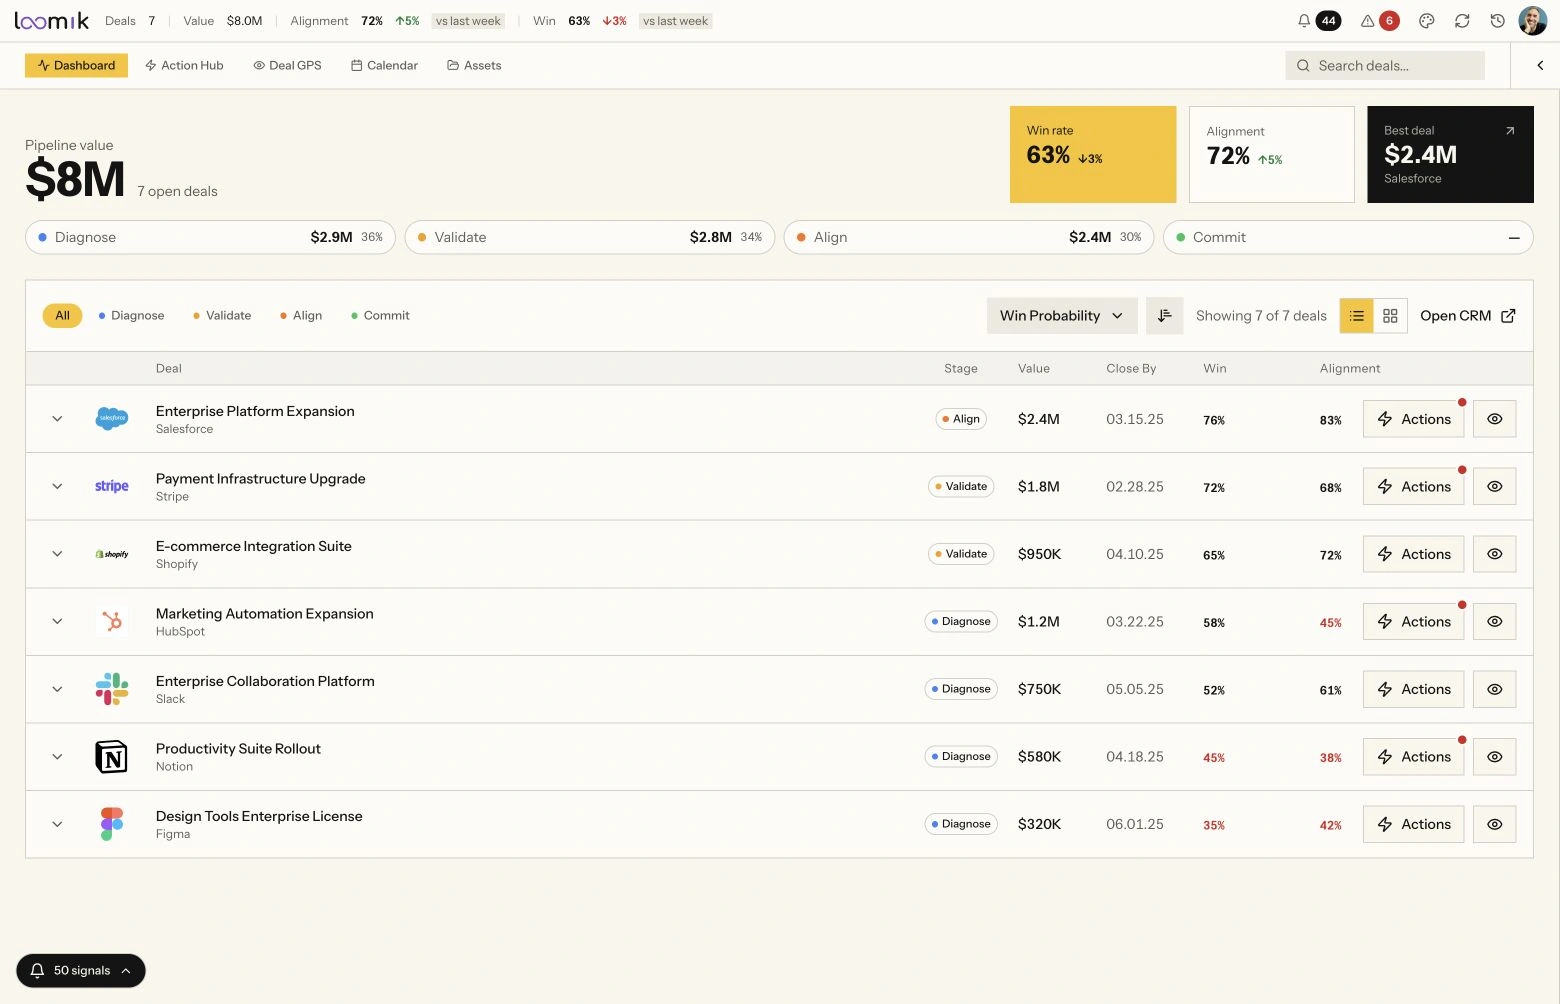 loomik Deals 7 Value $8.0M Alignment 72% ↑5% vs last week Win 63% ↓3% vs last week 44 6
Dashboard Action Hub Deal GPS Calendar Assets Search deals...
Pipeline value
$8M 7 open deals
Win rate
63% ↓3%
Alignment
72% ↑5%
Best deal
$2.4M
Salesforce
Diagnose $2.9M 36% Validate $2.8M 34% Align $2.4M 30% Commit —
All Diagnose Validate Align Commit Win Probability Showing 7 of 7 deals Open CRM
Deal Stage Value Close By Win Alignment
salesforce Enterprise Platform Expansion Align $2.4M 03.15.25 76% 83% Actions
Salesforce
stripe Payment Infrastructure Upgrade Validate $1.8M 02.28.25 72% 68% Actions
Stripe
shopify E-commerce Integration Suite Validate $950K 04.10.25 65% 72% Actions
Shopify
Marketing Automation Expansion Diagnose $1.2M 03.22.25 58% 45% Actions
HubSpot
Enterprise Collaboration Platform Diagnose $750K 05.05.25 52% 61% Actions
Slack
N Productivity Suite Rollout Diagnose $580K 04.18.25 45% 38% Actions
Notion
Design Tools Enterprise License Diagnose $320K 06.01.25 35% 42% Actions
Figma
50 signals